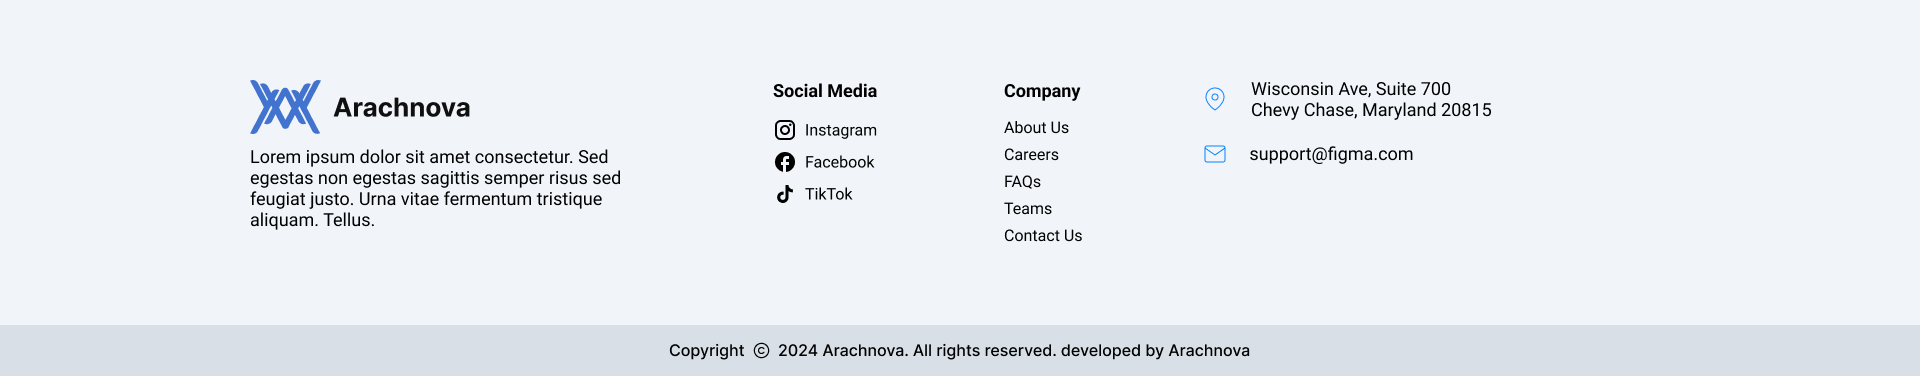 Arachnova
Lorem ipsum dolor sit amet consectetur. Sed
egestas non egestas sagittis semper risus sed
feugiat justo. Urna vitae fermentum tristique
aliquam. Tellus.
Social Media
Instagram
Facebook
TikTok
Company
About Us
Careers
FAQs
Teams
Contact Us
Wisconsin Ave, Suite 700
Chevy Chase, Maryland 20815
support@figma.com
Copyright © 2024 Arachnova. All rights reserved. developed by Arachnova